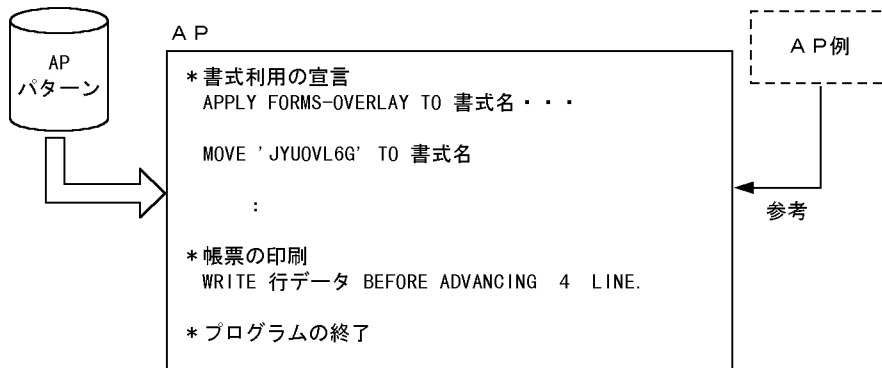 AP
パターン
ＡＰ
＊書式利用の宣言
APPLY FORMS-OVERLAY TO 書式名・・・
MOVE 'JYUOVL6G' TO 書式名
：
＊帳票の印刷
WRITE 行データ BEFORE ADVANCING 4 LINE.
＊プログラムの終了
ＡＰ例
参考